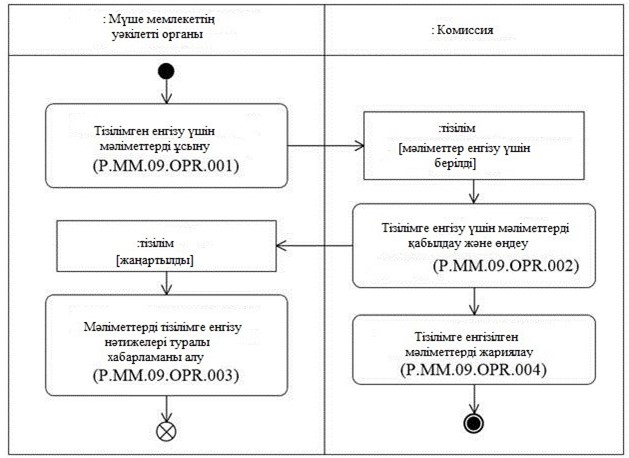 : Мүше мемлекеттің
уәкілетті органы
: Комиссия
Тізілімген енгізу үшін
мәліметтерді ұсыну
(P.MM.09.OPR.001)
:тізілім
[мәліметтер енгізу үшін
берілді]
Тізілімге енгізу үшін мәліметтерді
қабылдау және өңдеу
(P.MM.09.OPR.002)
:тізілім
[жаңартылды]
Мәліметтерді тізілімге енгізу
нәтижелері туралы
хабарламаны алу
(P.MM.09.OPR.003)
Тізілімге енгізілген
мәліметтерді жариялау
(P.MM.09.OPR.004)